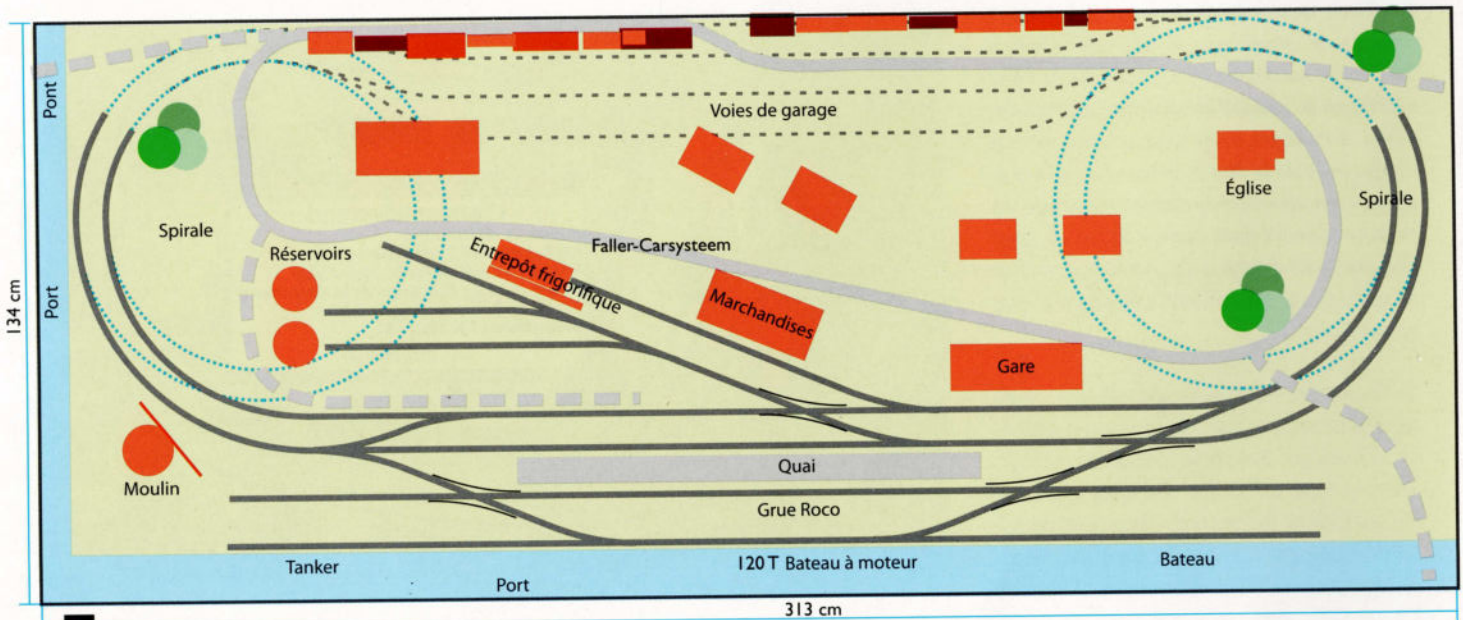 Pont
Voies de garage
Église
Spirale
Spirale
Réservoirs
Faller-Carsysteem
Entrepôt frigorifique
Port
134 cm
Marchandises
Gare
Quai
Moulin
Grue Roco
Tanker
120 T Bateau à moteur
Bateau
Port
313 cm